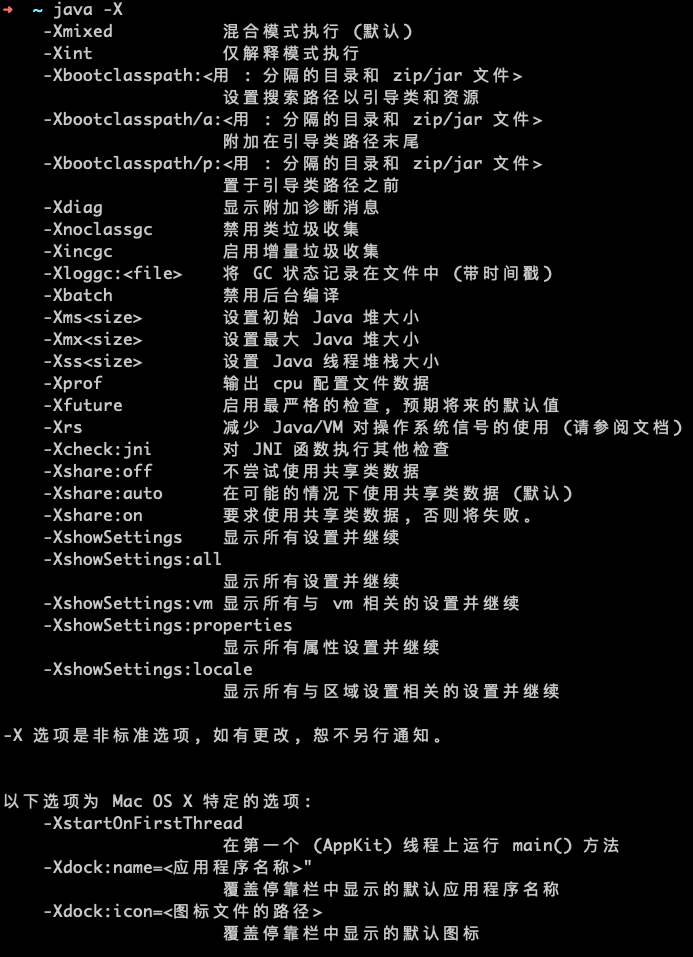 ➜  ~ java -X
    -Xmixed           混合模式执行 (默认)
    -Xint             仅解释模式执行
    -Xbootclasspath:<用 : 分隔的目录和 zip/jar 文件>
                      设置搜索路径以引导类和资源
    -Xbootclasspath/a:<用 : 分隔的目录和 zip/jar 文件>
                      附加在引导类路径末尾
    -Xbootclasspath/p:<用 : 分隔的目录和 zip/jar 文件>
                      置于引导类路径之前
    -Xdiag            显示附加诊断消息
    -Xnoclassgc       禁用类垃圾收集
    -Xincgc           启用增量垃圾收集
    -Xloggc:<file>    将 GC 状态记录在文件中 (带时间戳)
    -Xbatch           禁用后台编译
    -Xms<size>        设置初始 Java 堆大小
    -Xmx<size>        设置最大 Java 堆大小
    -Xss<size>        设置 Java 线程堆栈大小
    -Xprof            输出 cpu 配置文件数据
    -Xfuture          启用最严格的检查, 预期将来的默认值
    -Xrs              减少 Java/VM 对操作系统信号的使用 (请参阅文档)
    -Xcheck:jni       对 JNI 函数执行其他检查
    -Xshare:off       不尝试使用共享类数据
    -Xshare:auto      在可能的情况下使用共享类数据 (默认)
    -Xshare:on        要求使用共享类数据, 否则将失败。
    -XshowSettings    显示所有设置并继续
    -XshowSettings:all
                      显示所有设置并继续
    -XshowSettings:vm 显示所有与 vm 相关的设置并继续
    -XshowSettings:properties
                      显示所有属性设置并继续
    -XshowSettings:locale
                      显示所有与区域设置相关的设置并继续
-X 选项是非标准选项, 如有更改, 恕不另行通知。
以下选项为 Mac OS X 特定的选项:
    -XstartOnFirstThread
                      在第一个 (AppKit) 线程上运行 main() 方法
    -Xdock:name=<应用程序名称>"
                      覆盖停靠栏中显示的默认应用程序名称
    -Xdock:icon=<图标文件的路径>
                      覆盖停靠栏中显示的默认图标